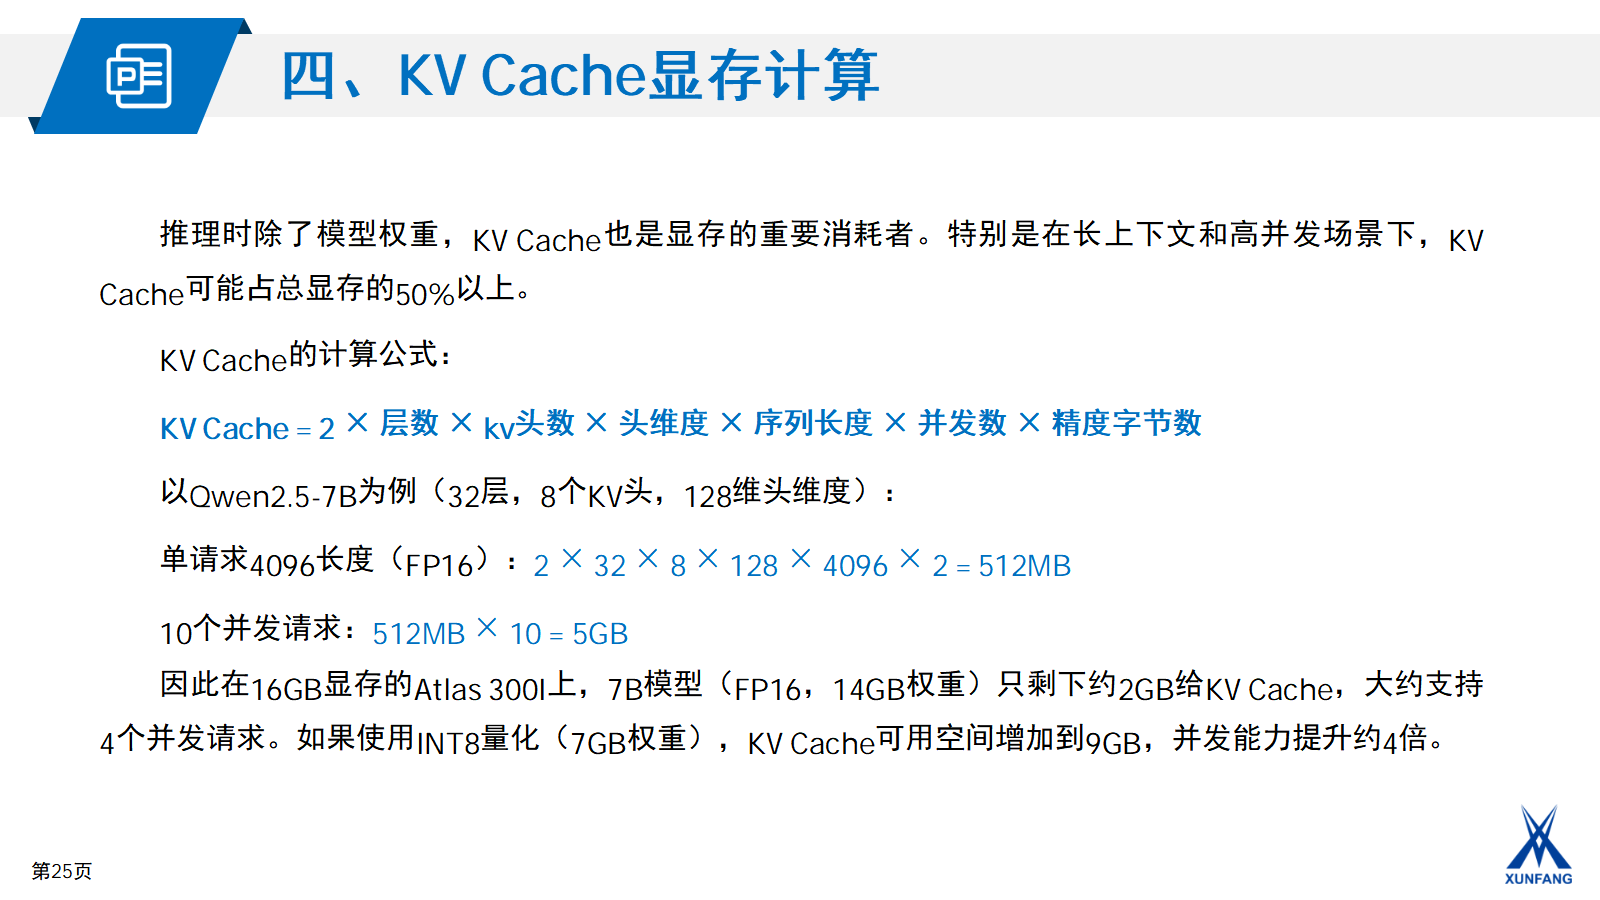 四、KV Cache显存计算
推理时除了模型权重，KV Cache也是显存的重要消耗者。特别是在长上下文和高并发场景下，KV
Cache可能占总显存的50%以上。
KV Cache的计算公式：
KV Cache = 2 × 层数 × kv头数 × 头维度 × 序列长度 × 并发数 × 精度字节数
以Qwen2.5-7B为例（32层，8个KV头，128维头维度）：
单请求4096长度（FP16）：2 × 32 × 8 × 128 × 4096 × 2 = 512MB
10个并发请求：512MB × 10 = 5GB
因此在16GB显存的Atlas 300I上，7B模型（FP16，14GB权重）只剩下约2GB给KV Cache，大约支持
4个并发请求。如果使用INT8量化（7GB权重），KV Cache可用空间增加到9GB，并发能力提升约4倍。
第25页
XUNFANG